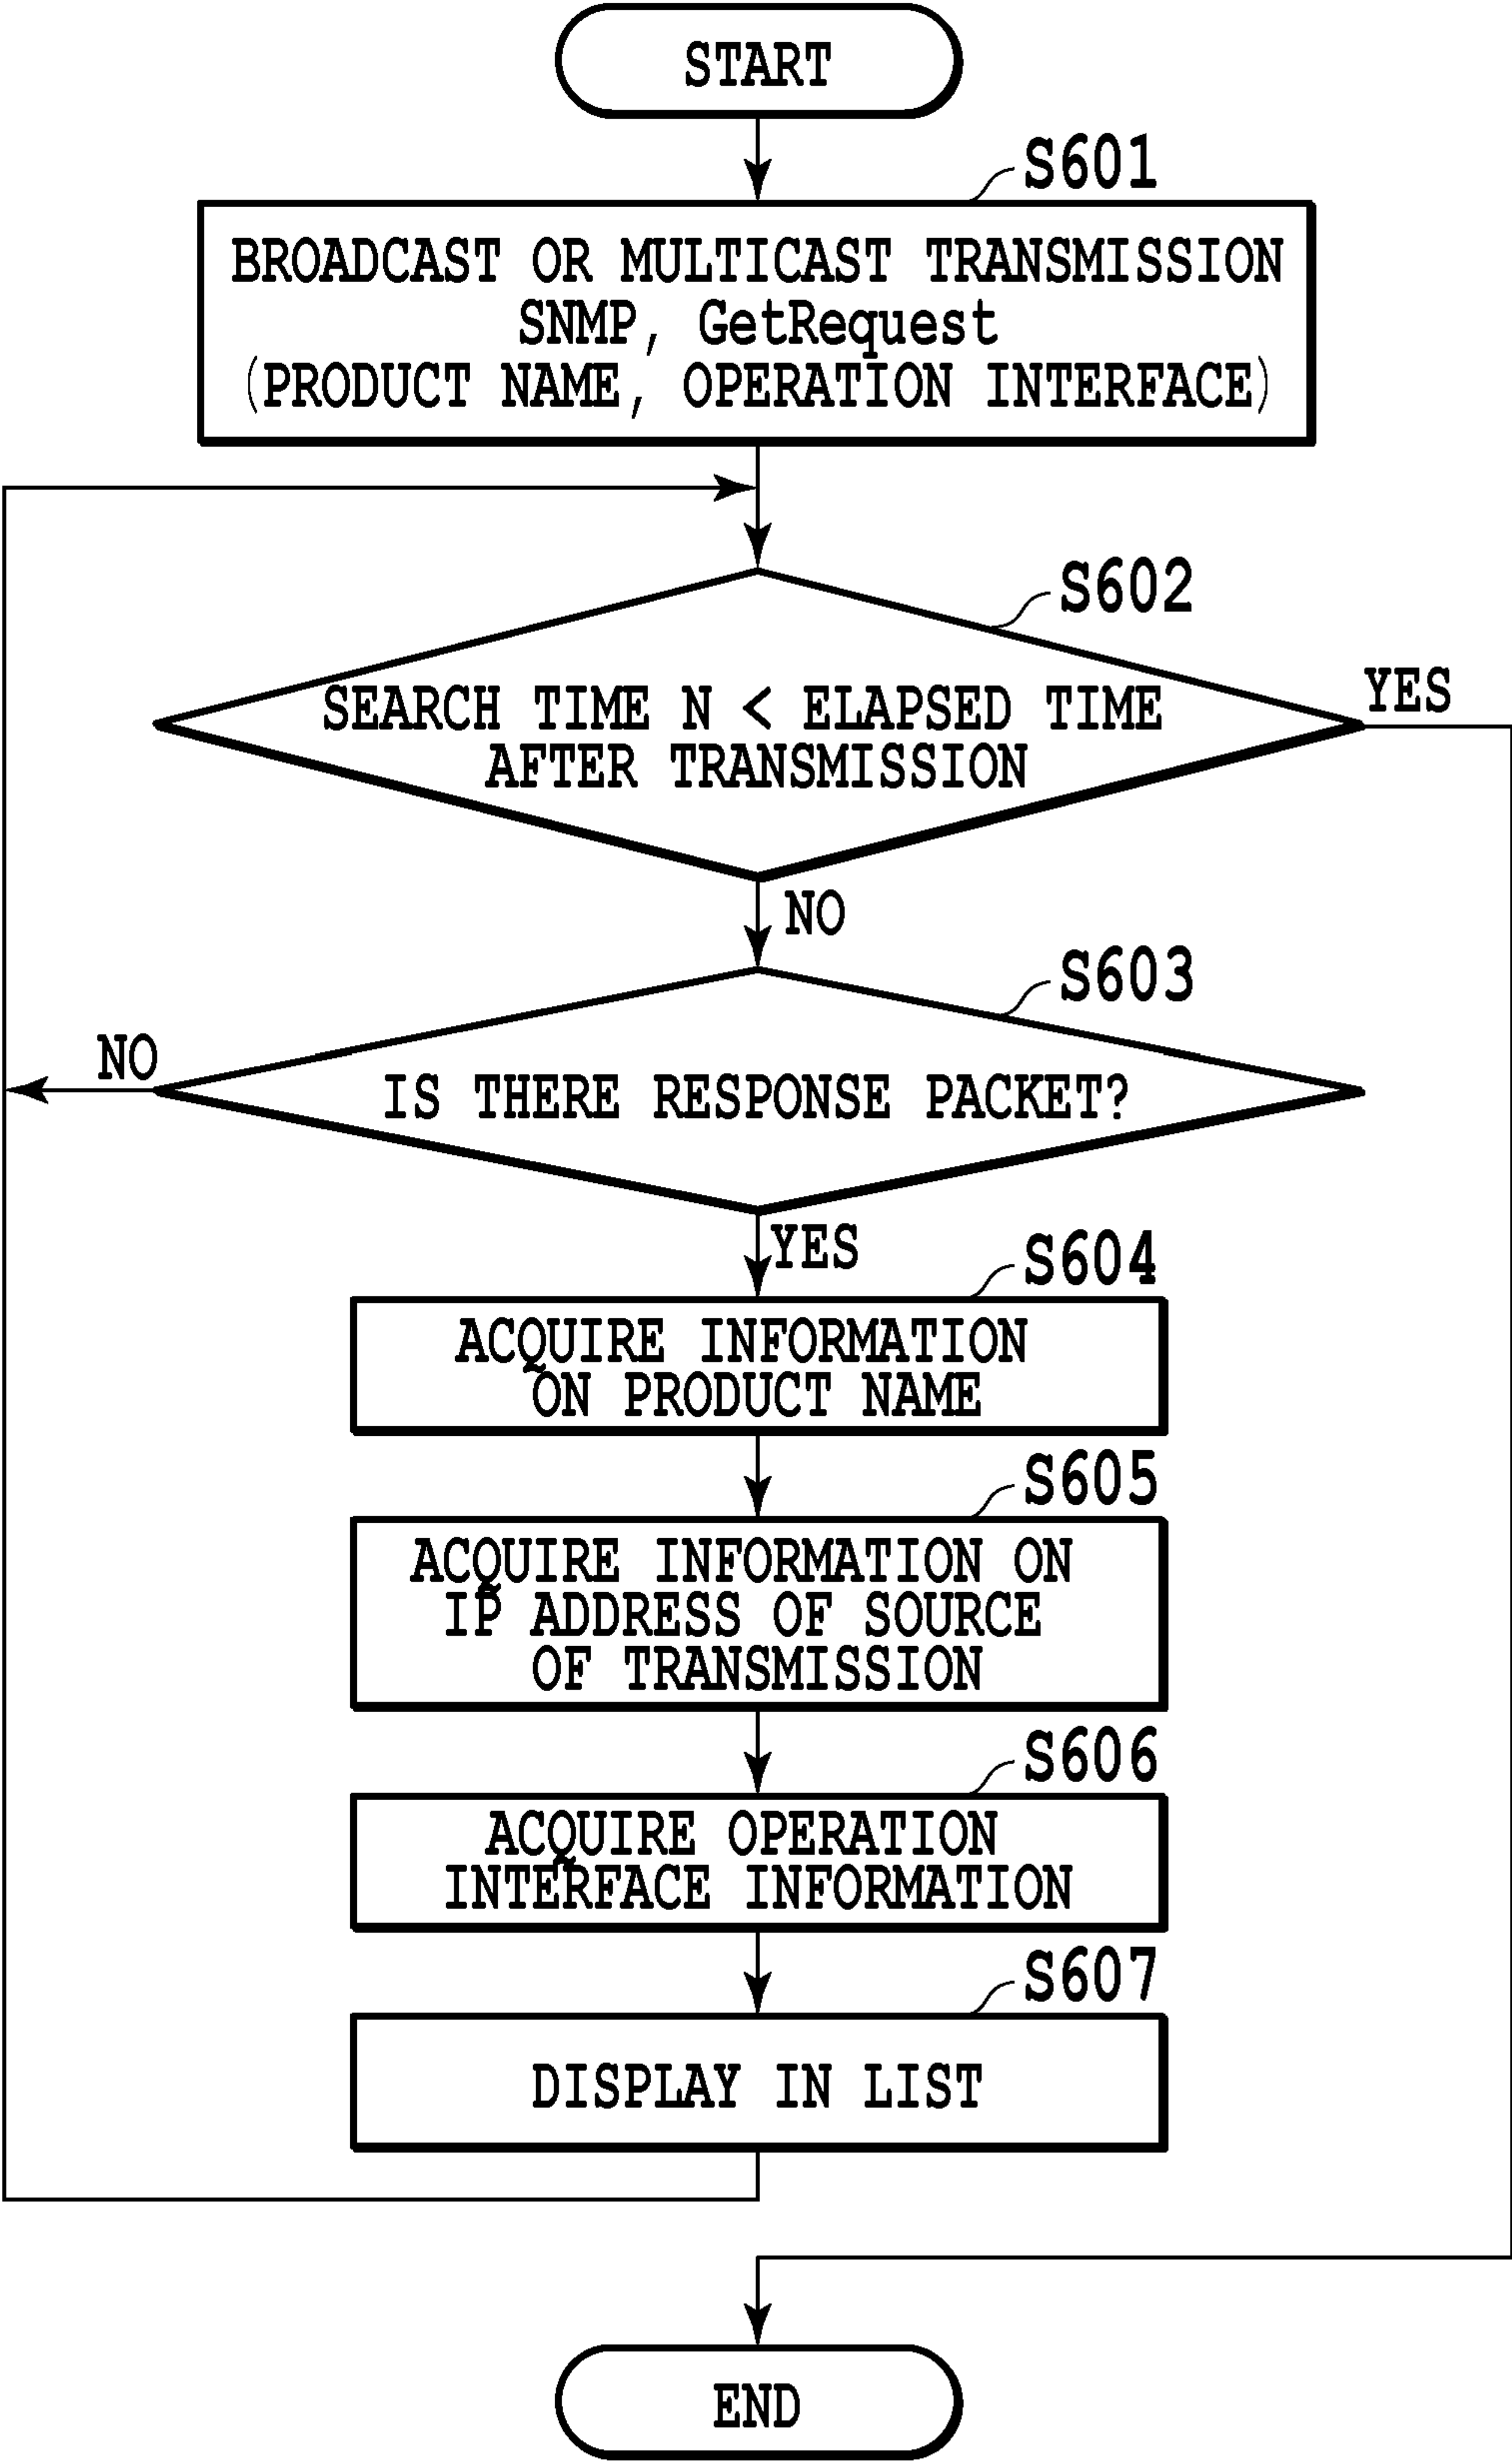 START
S601
BROADCAST OR MULTICAST TRANSMISSION
SNMP, GetRequest
(PRODUCT NAME, OPERATION INTERFACE)
S602
SEARCH TIME N < ELAPSED TIME
AFTER TRANSMISSION
YES
NO
S603
IS THERE RESPONSE PACKET?
NO
YES
S604
ACQUIRE INFORMATION
ON PRODUCT NAME
S605
ACQUIRE INFORMATION ON
IP ADDRESS OF SOURCE
OF TRANSMISSION
S606
ACQUIRE OPERATION
INTERFACE INFORMATION
S607
DISPLAY IN LIST
END